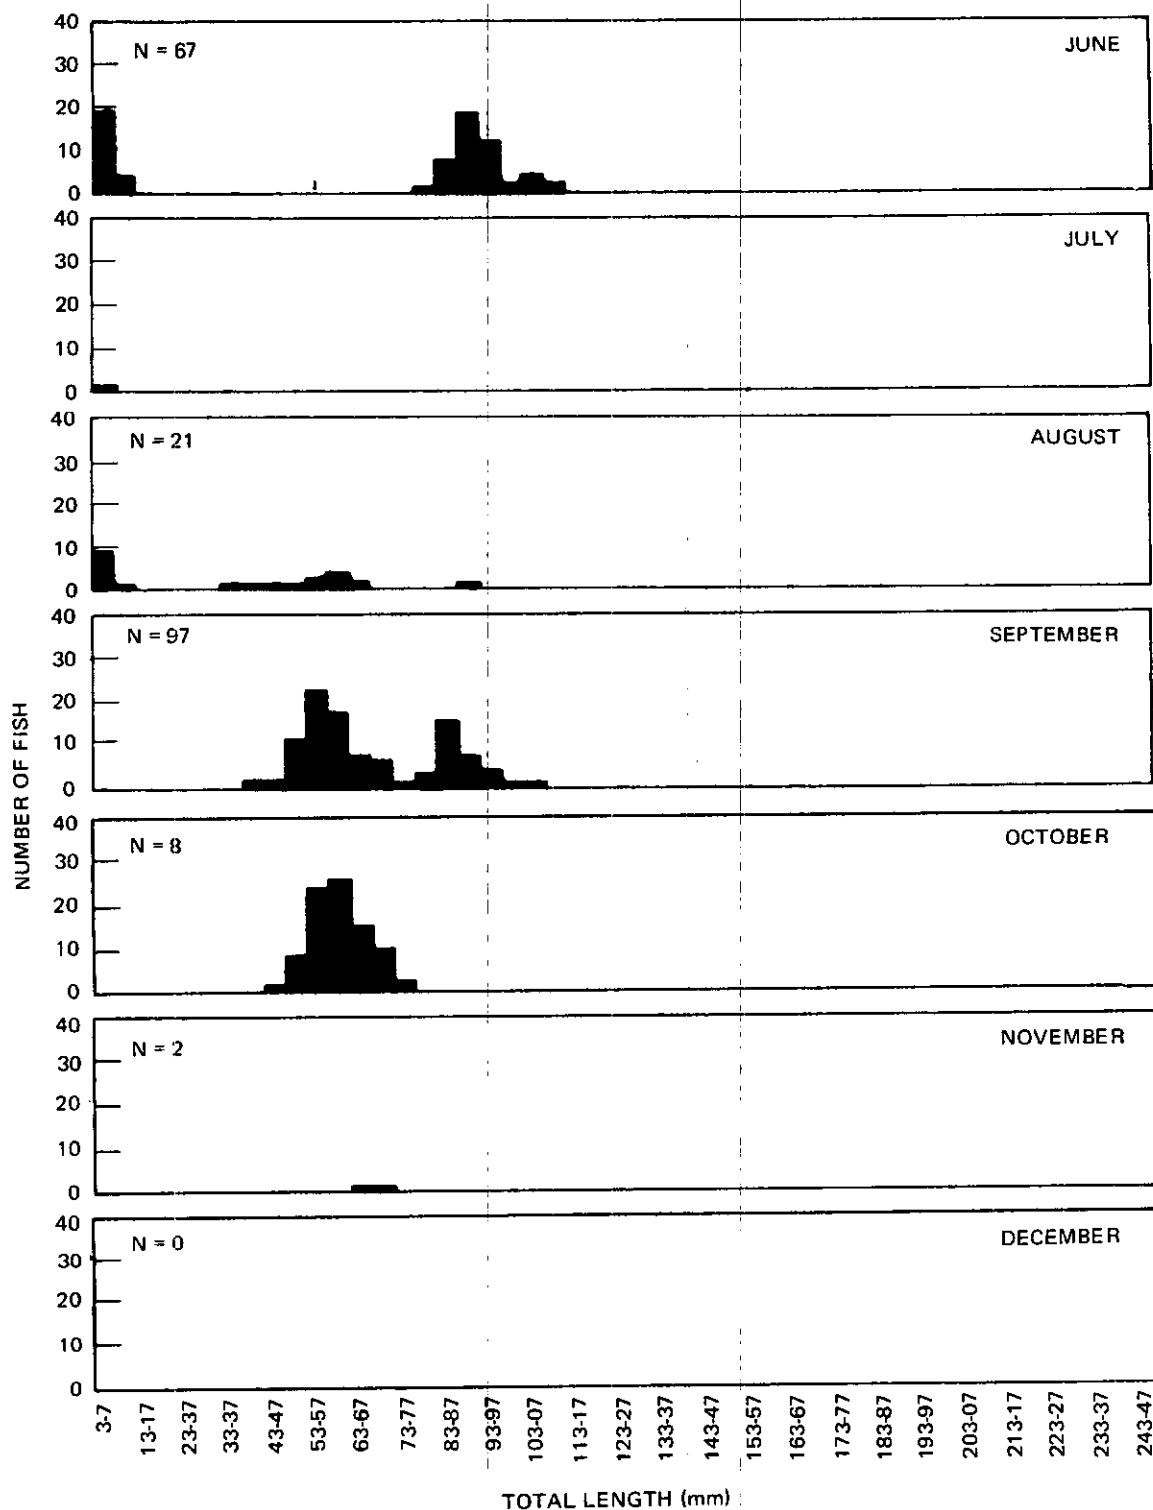 40
N = 67
JUNE
30
20
10
0
40
JULY
30
20
10
0
40
N = 21
AUGUST
30
20
10
0
40
N = 97
SEPTEMBER
30
20
10
0
40
N = 8
OCTOBER
30
20
10
0
40
N = 2
NOVEMBER
30
20
10
0
40
N = 0
DECEMBER
30
20
10
0
NUMBER OF FISH
3-7 13-17 23-37 33-37 43-47 53-57 63-67 73-77 83-87 93-97 103-07 113-17 123-27 133-37 143-47 153-57 163-67 173-77 183-87 193-97 203-07 213-17 223-27 233-37 243-47
TOTAL LENGTH (mm)